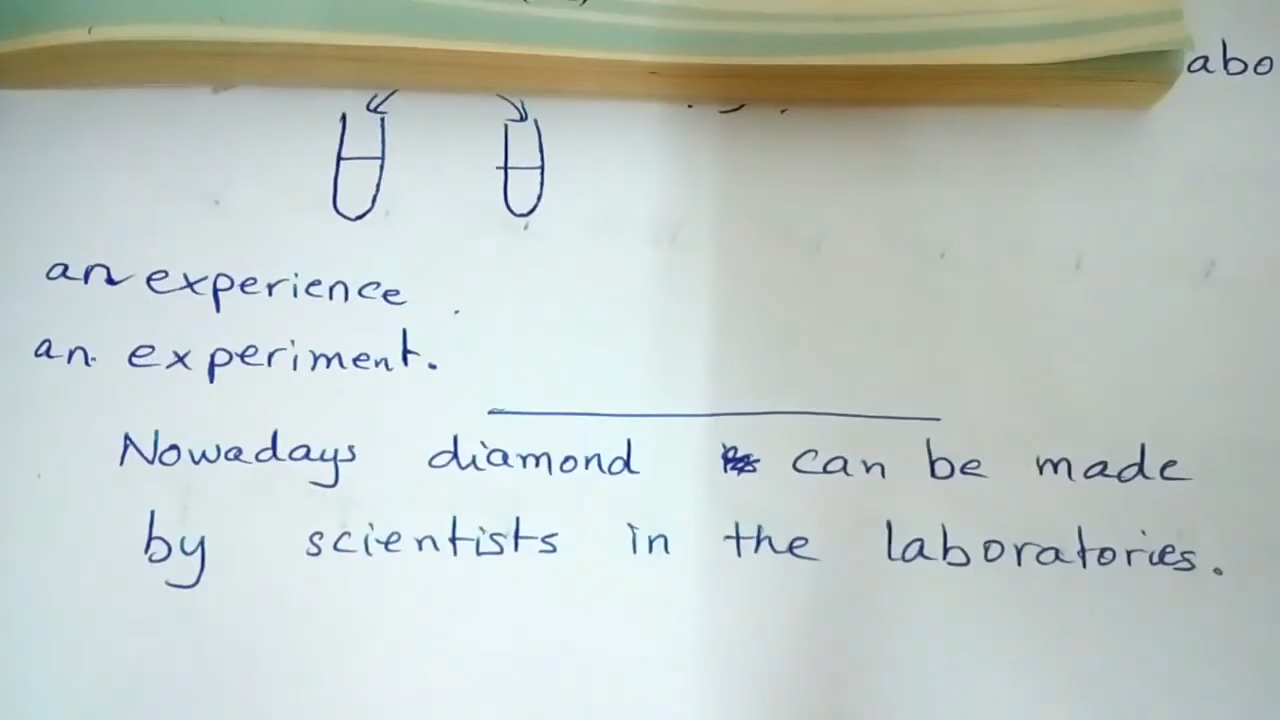 abo
an experience
an experiment.
Nowadays diamond can be made
by scientists in the laboratories.